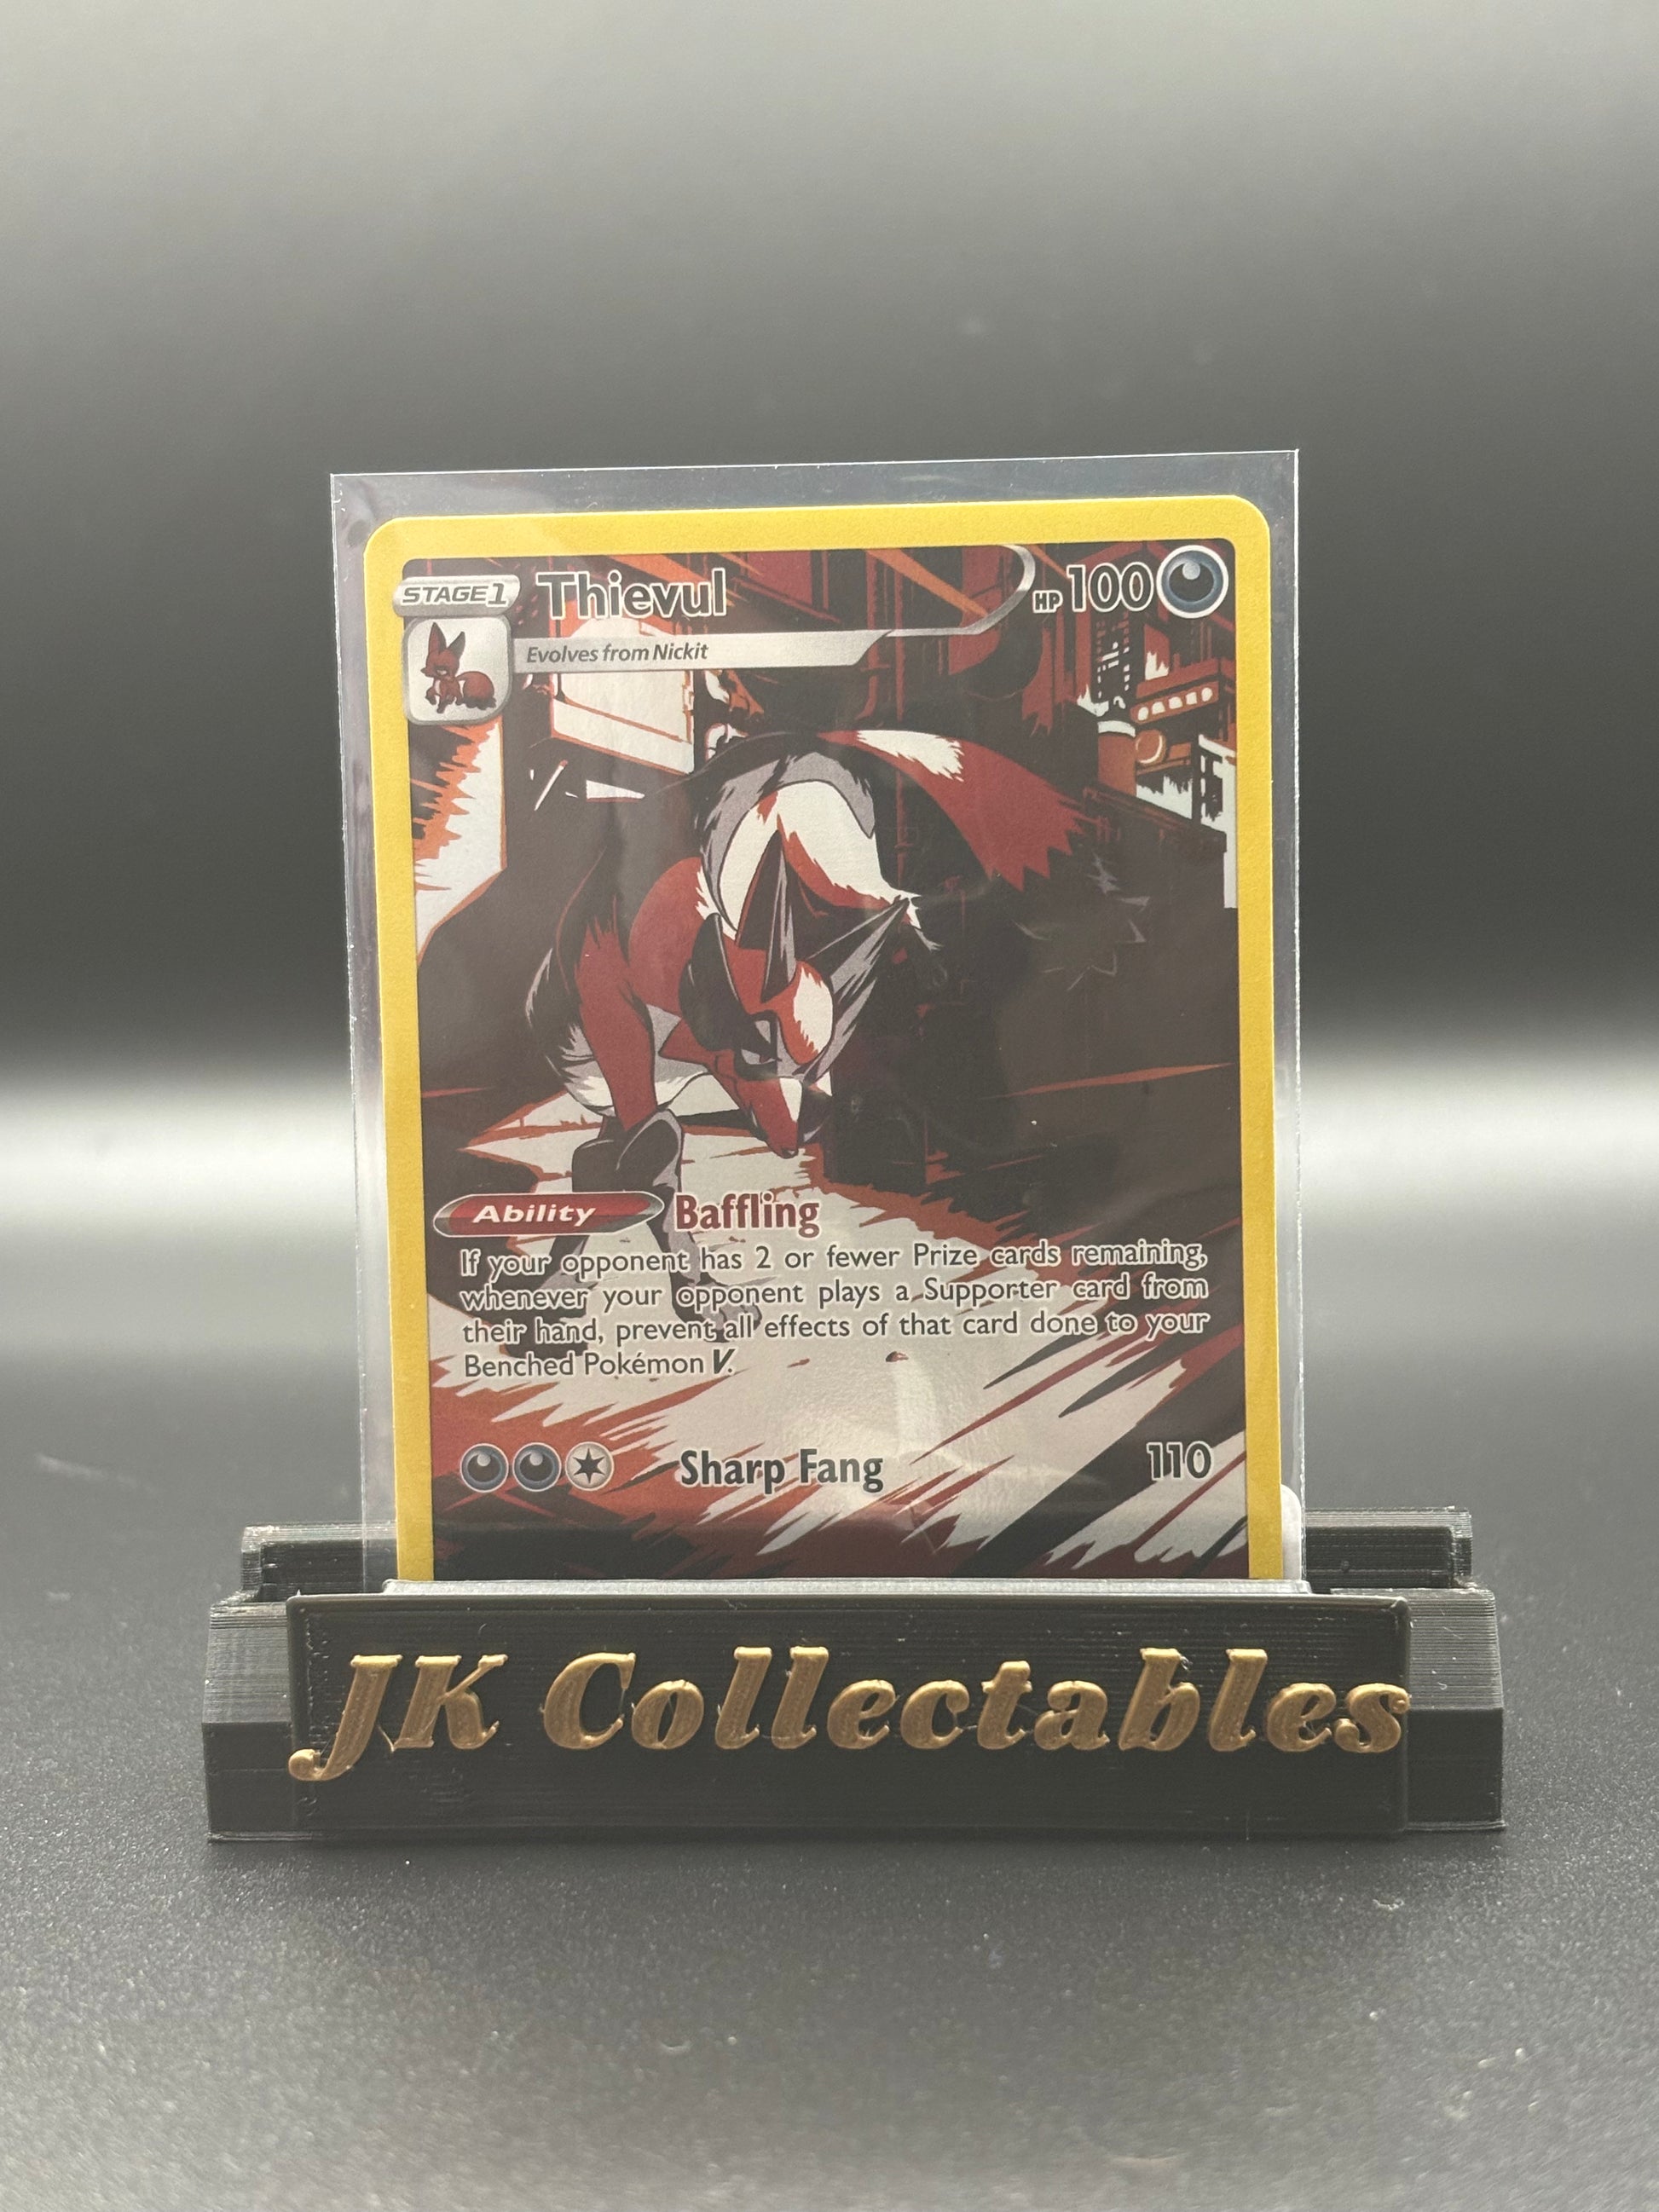 STAGE 1 Thievul HP 100
Evolves from Nickit
Ability Baffling
If your opponent has 2 or fewer Prize cards remaining,
whenever your opponent plays a Supporter card from
their hand, prevent all effects of that card done to your
Benched Pokémon V.
Sharp Fang 110
JK Collectables